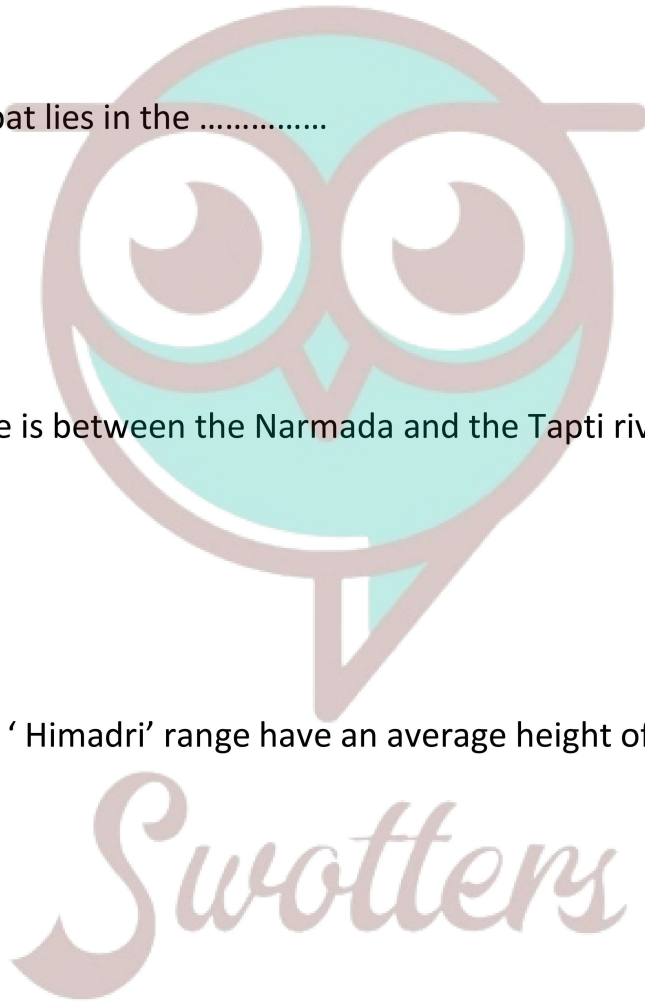 oat lies in the ……………
e is between the Narmada and the Tapti riv
‘ Himadri’ range have an average height of
Swotters